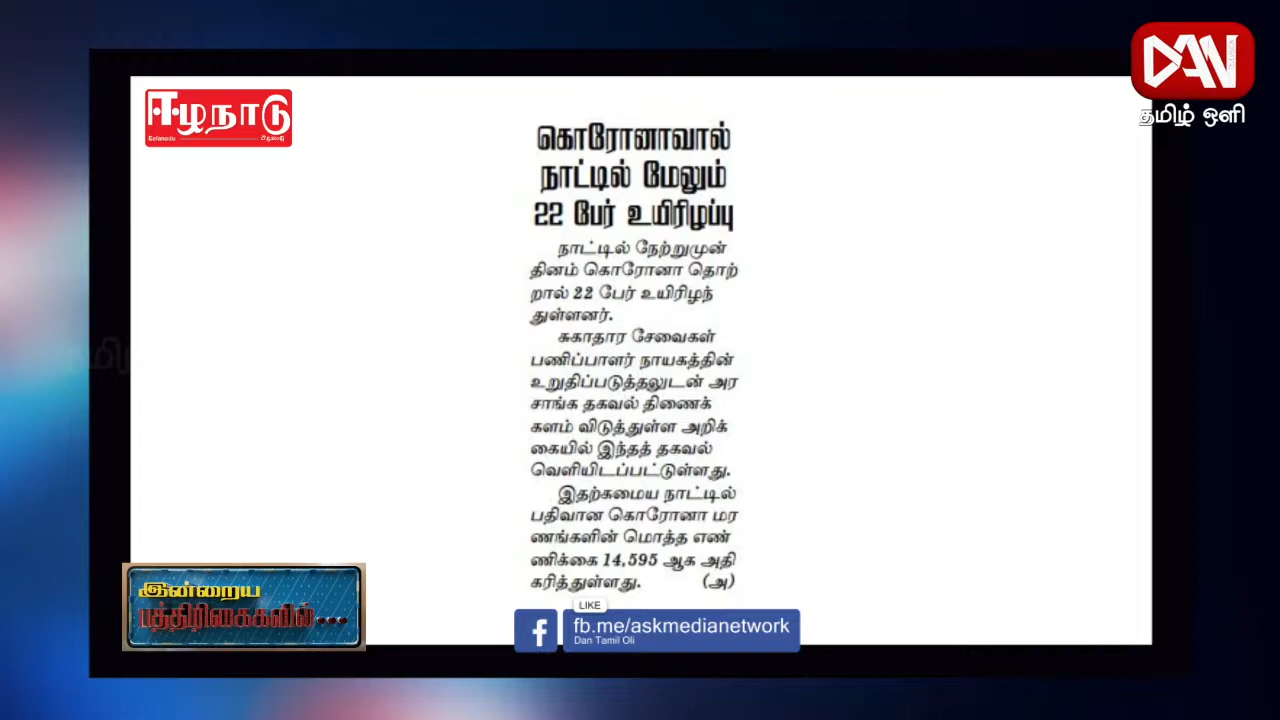 DAN
தமிழ் ஒளி
ஈழநாடு
Eelanadu
கொரோனாவால்
நாட்டில் மேலும்
22 பேர் உயிரிழப்பு
நாட்டில் நேற்றுமுன்
தினம் கொரோனா தொற்
றால் 22 பேர் உயிரிழந்
துள்ளனர்.
சுகாதார சேவைகள்
பணிப்பாளர் நாயகத்தின்
உறுதிப்படுத்தலுடன் அர
சாங்க தகவல் திணைக்
களம் விடுத்துள்ள அறிக்
கையில் இந்தத் தகவல்
வெளியிடப்பட்டுள்ளது.
இதற்கமைய நாட்டில்
பதிவான கொரோனா மர
ணங்களின் மொத்த எண்
ணிக்கை 14,595 ஆக அதி
கரித்துள்ளது. (அ)
இன்றைய
பத்திரிகைகளில்...
LIKE
f fb.me/askmedianetwork
Dan Tamil Oli